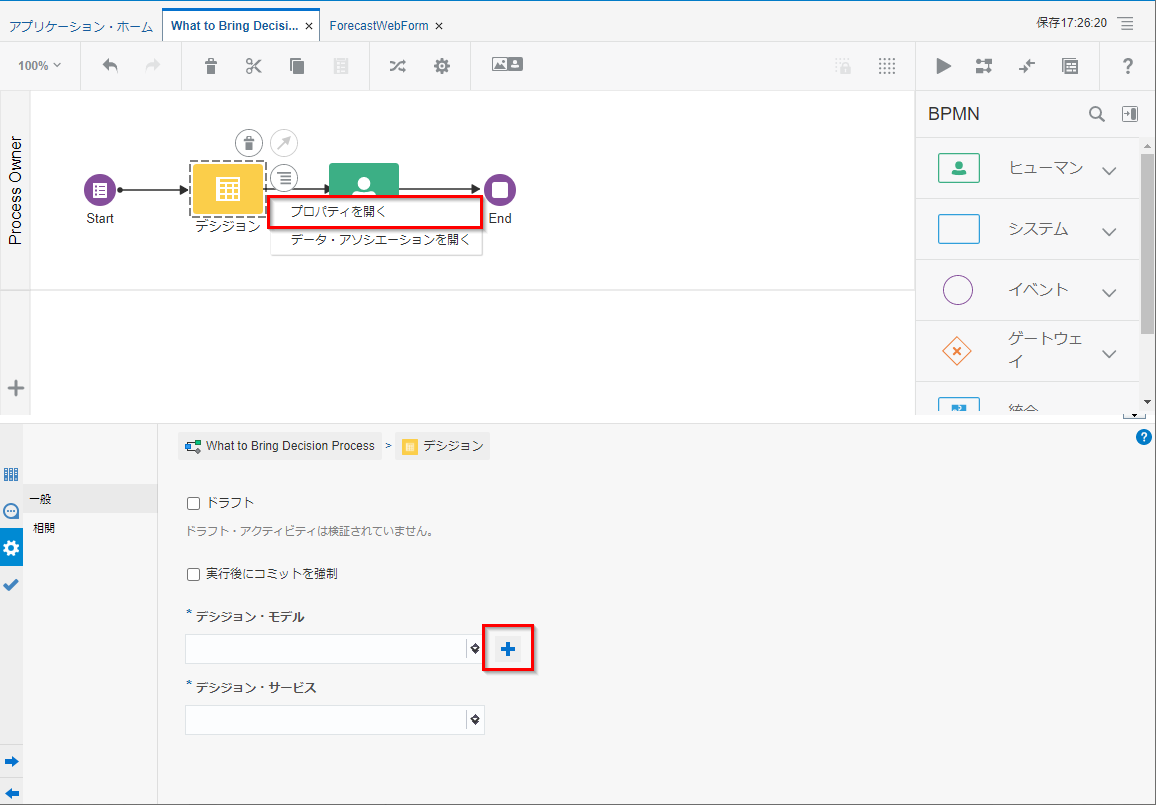 アプリケーション・ホーム
What to Bring Decisi... ×
ForecastWebForm ×
保存17:26:20
100%
?
Process Owner
Start
デシジョン
プロパティを開く
データ・アソシエーションを開く
End
BPMN
ヒューマン
システム
イベント
ゲートウェ
イ
統合
What to Bring Decision Process
>
デシジョン
?
一般
相関
ドラフト
ドラフト・アクティビティは検証されていません。
実行後にコミットを強制
* デシジョン・モデル
* デシジョン・サービス